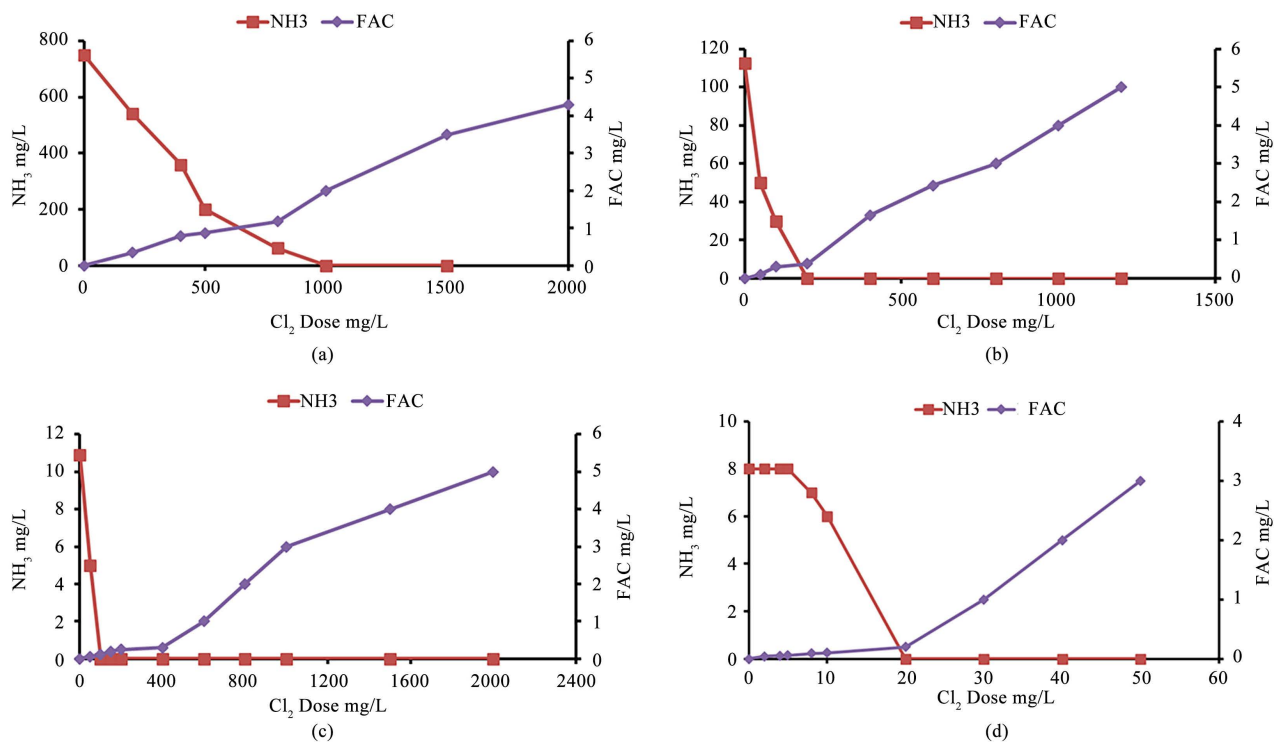 NH3 FAC
800
600
400
200
0
6
5
4
3
2
1
0
0 500 1000 1500 2000
NH₃ mg/L
FAC mg/L
Cl₂ Dose mg/L
(a)
NH3 FAC
120
100
80
60
40
20
0
6
5
4
3
2
1
0
0 500 1000 1500
NH₃ mg/L
FAC mg/L
Cl₂ Dose mg/L
(b)
NH3 FAC
12
10
8
6
4
2
0
6
5
4
3
2
1
0
0 400 800 1200 1600 2000 2400
NH₃ mg/L
FAC mg/L
Cl₂ Dose mg/L
(c)
NH3 FAC
10
8
6
4
2
0
4
3
2
1
0
0 10 20 30 40 50 60
NH₃ mg/L
FAC mg/L
Cl₂ Dose mg/L
(d)